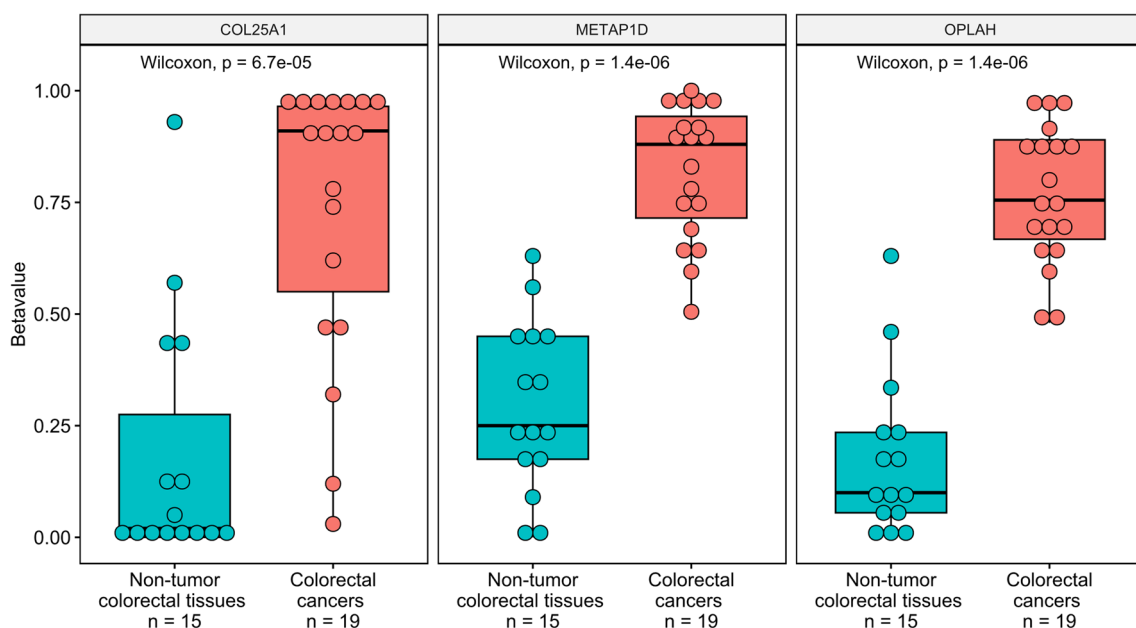 COL25A1
METAP1D
OPLAH
Wilcoxon, p = 6.7e-05
Wilcoxon, p = 1.4e-06
Wilcoxon, p = 1.4e-06
Betavalue
1.00
0.75
0.50
0.25
0.00
Non-tumor
colorectal tissues
n = 15
Colorectal
cancers
n = 19
Non-tumor
colorectal tissues
n = 15
Colorectal
cancers
n = 19
Non-tumor
colorectal tissues
n = 15
Colorectal
cancers
n = 19